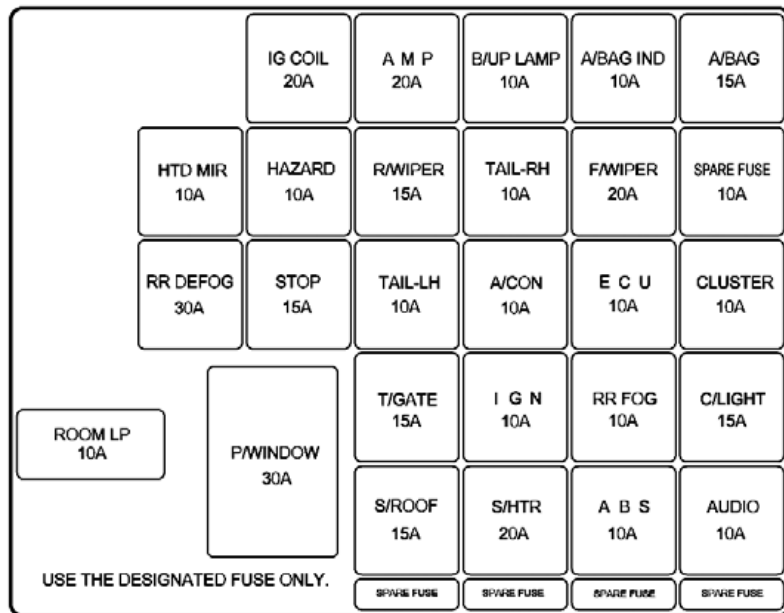 IG COIL
20A
A M P
20A
B/UP LAMP
10A
A/BAG IND
10A
A/BAG
15A
HTD MIR
10A
HAZARD
10A
R/WIPER
15A
TAIL-RH
10A
F/WIPER
20A
SPARE FUSE
10A
RR DEFOG
30A
STOP
15A
TAIL-LH
10A
A/CON
10A
E C U
10A
CLUSTER
10A
T/GATE
15A
I G N
10A
RR FOG
10A
C/LIGHT
15A
ROOM LP
10A
P/WINDOW
30A
S/ROOF
15A
S/HTR
20A
A B S
10A
AUDIO
10A
USE THE DESIGNATED FUSE ONLY.
SPARE FUSE
SPARE FUSE
SPARE FUSE
SPARE FUSE